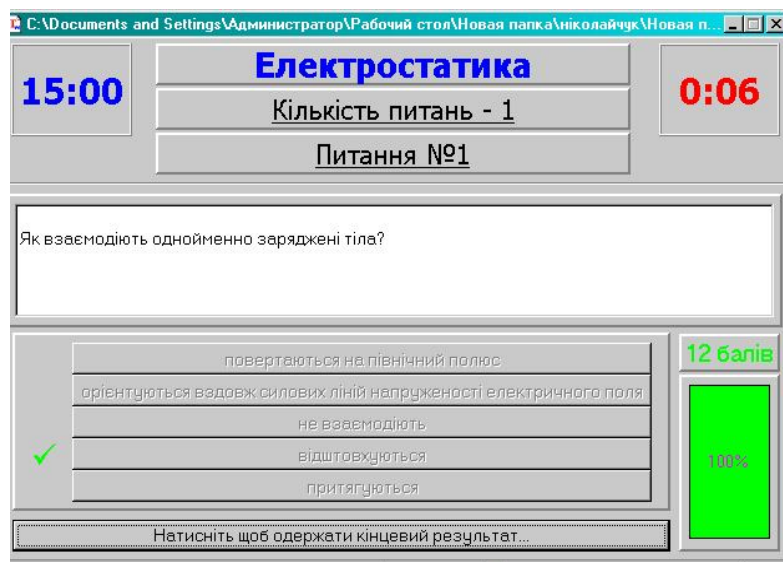 C:\Documents and Settings\Администратор\Рабочий стол\Новая папка\ніколайчук\Новая п...
15:00
Електростатика
0:06
Кількість питань - 1
Питання №1
Як взаємодіють однойменно заряджені тіла?
повертаються на північний полюс
12 балів
орієнтуються вздовж силових ліній напруженості електричного поля
не взаємодіють
відштовхуються
100%
притягуються
Натисніть щоб одержати кінцевий результат...